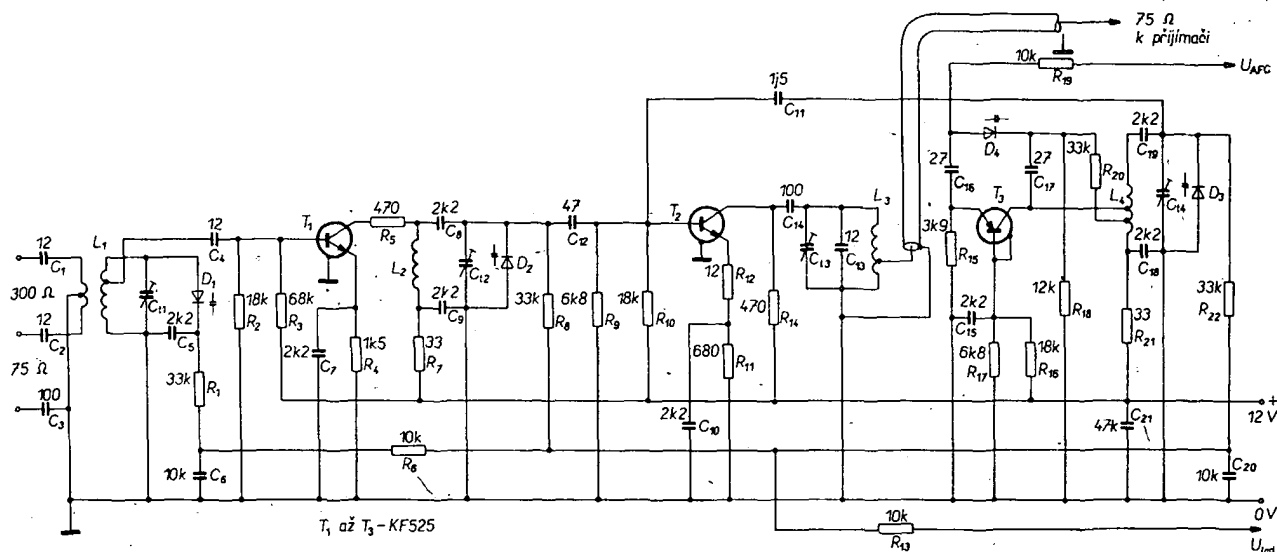 75 Ω
k přijímači
10k
R19
UAFC
1j5
C11
2k2
C19
D4
33k
R20
27
C16
27
C17
T3
L4
C14
D3
12
C1
L1
12
C4
T1
470
R5
2k2
C8
47
C12
T2
100
C14
L3
3k9
R15
300 Ω
C11
D1
L2
C12
D2
12
R12
C13
12
C13
2k2
C18
12
C2
2k2
C5
18k
R2
68k
R3
2k2
C9
33k
R8
6k8
R9
18k
R10
470
R14
2k2
C15
12k
R18
33
R21
33k
R22
75 Ω
33k
R1
2k2
C7
1k5
R4
33
R7
680
R11
6k8
R17
18k
R16
100
C3
2k2
C10
C21
47k
+
12 V
10k
R6
10k
C6
10k
C20
0V
T1 až T3 – KF525
10k
R13